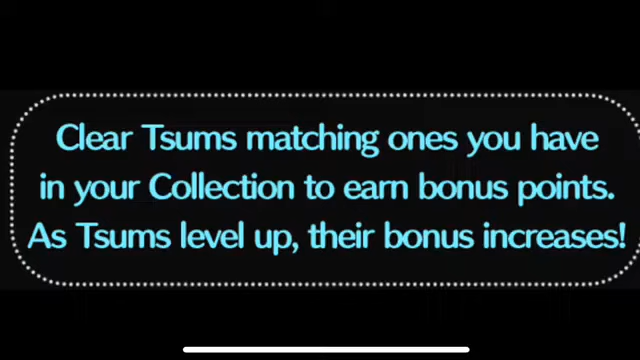 Clear Tsums matching ones you have
in your Collection to earn bonus points.
As Tsums level up, their bonus increases!